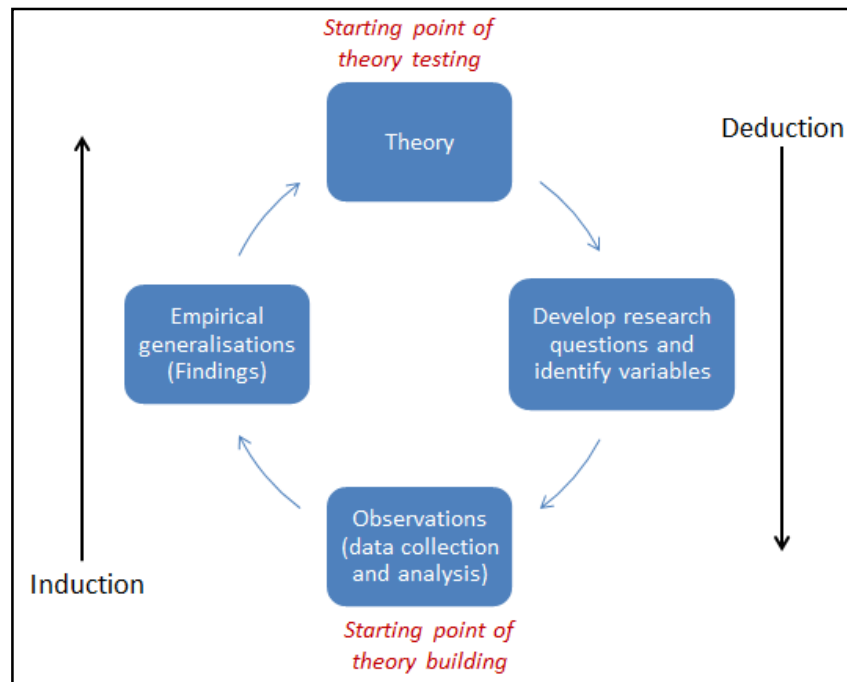 Starting point of
theory testing
Theory
Deduction
Empirical
generalisations
(Findings)
Develop research
questions and
identify variables
Observations
(data collection
and analysis)
Induction
Starting point of
theory building